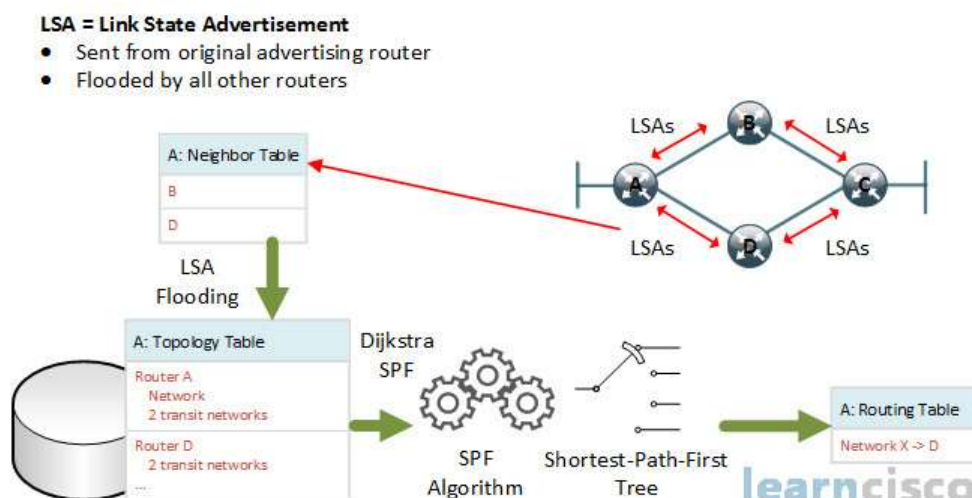 LSA = Link State Advertisement
• Sent from original advertising router
• Flooded by all other routers
A: Neighbor Table
B
D
LSAs
B
LSAs
A
C
LSAs
D
LSAs
LSA
Flooding
A: Topology Table
Router A
Network
2 transit networks
Router D
2 transit networks
...
Dijkstra
SPF
SPF
Algorithm
Shortest-Path-First
Tree
A: Routing Table
Network X -> D
learncisco